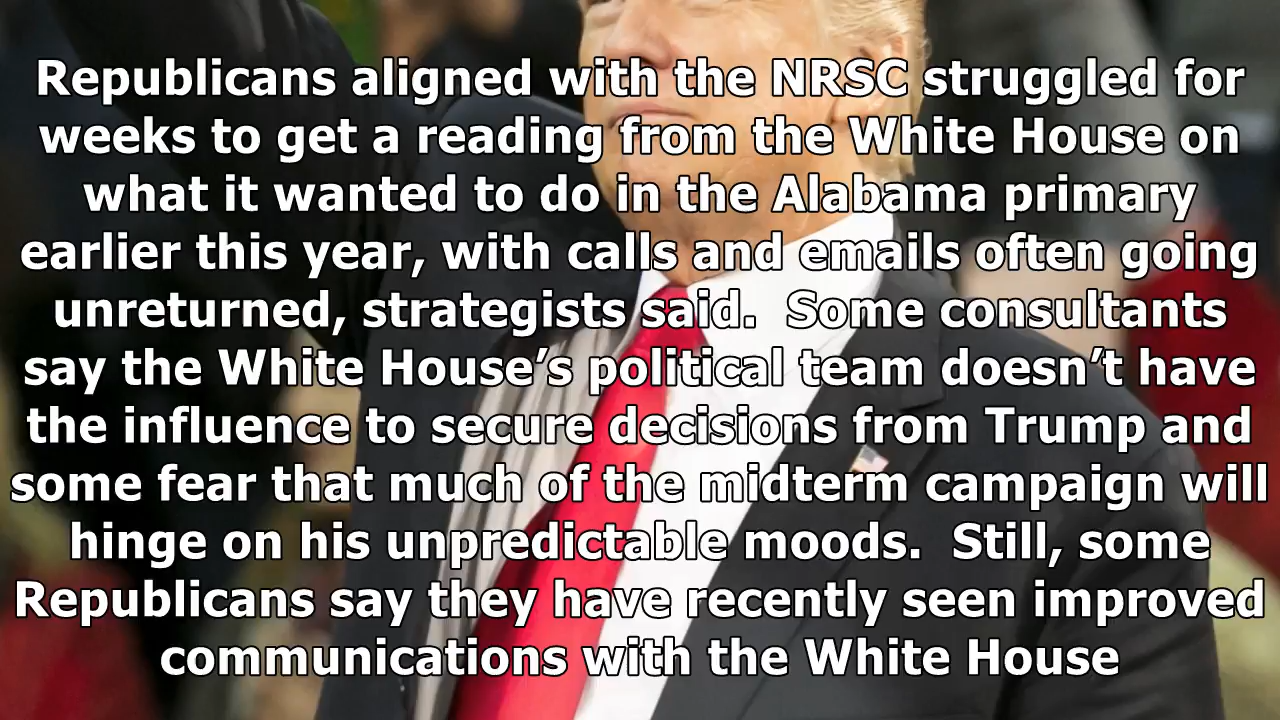 Republicans aligned with the NRSC struggled for
weeks to get a reading from the White House on
what it wanted to do in the Alabama primary
earlier this year, with calls and emails often going
unreturned, strategists said.  Some consultants
say the White House’s political team doesn’t have
the influence to secure decisions from Trump and
some fear that much of the midterm campaign will
hinge on his unpredictable moods.  Still, some
Republicans say they have recently seen improved
communications with the White House